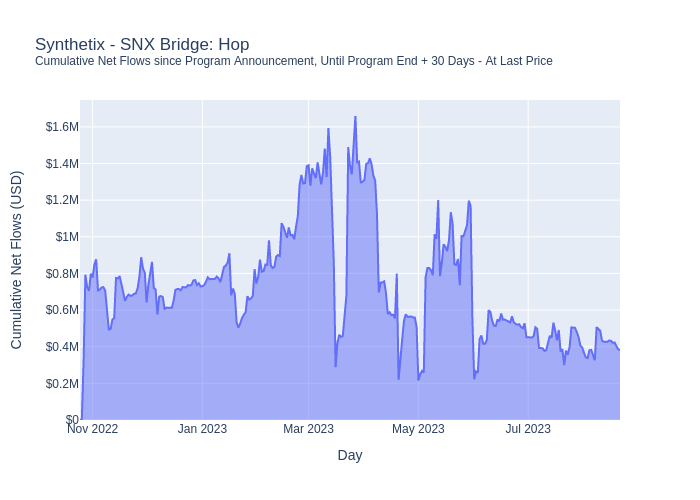 Synthetix - SNX Bridge: Hop
Cumulative Net Flows since Program Announcement, Until Program End + 30 Days - At Last Price
Cumulative Net Flows (USD)
$1.6M
$1.4M
$1.2M
$1M
$0.8M
$0.6M
$0.4M
$0.2M
$0
Nov 2022 Jan 2023 Mar 2023 May 2023 Jul 2023
Day